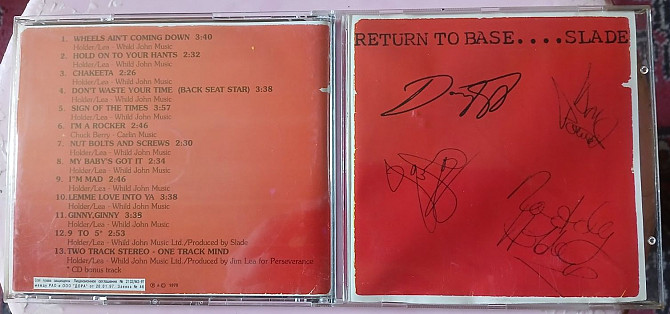 1. WHEELS AIN'T COMING DOWN 3:40
Holder/Lea - Whild John Music
2. HOLD ON TO YOUR HANTS 2:32
Holder/Lea - Whild John Music
3. CHAKEETA 2:26
Holder/Lea - Whild John Music
4. DON'T WASTE YOUR TIME (BACK SEAT STAR) 3:38
Holder/Lea - Whild John Music
5. SIGN OF THE TIMES 3:57
Holder/Lea - Whild John Music
6. I'M A ROCKER 2:46
Chuck Berry - Carlin Music
7. NUT BOLTS AND SCREWS 2:30
Holder/Lea - Whild John Music
8. MY BABY'S GOT IT 2:34
Holder/Lea - Whild John Music
9. I"M MAD 2:46
Holder/Lea - Whild John Music
10. LEMME LOVE INTO YA 3:38
Holder/Lea - Whild John Music
11. GINNY,GINNY 3:35
Holder/Lea - Whild John Music
12. 9 TO 5* 2:53
Holder/Lea - Whild John Music Ltd./Produced by Slade
13. TWO TRACK STEREO - ONE TRACK MIND
Holder/Lea - Whild John Music Ltd./Produced by Jim Lea for Perseverance
* CD bonus track
℗ & © 1979
RETURN TO BASE....SLADE